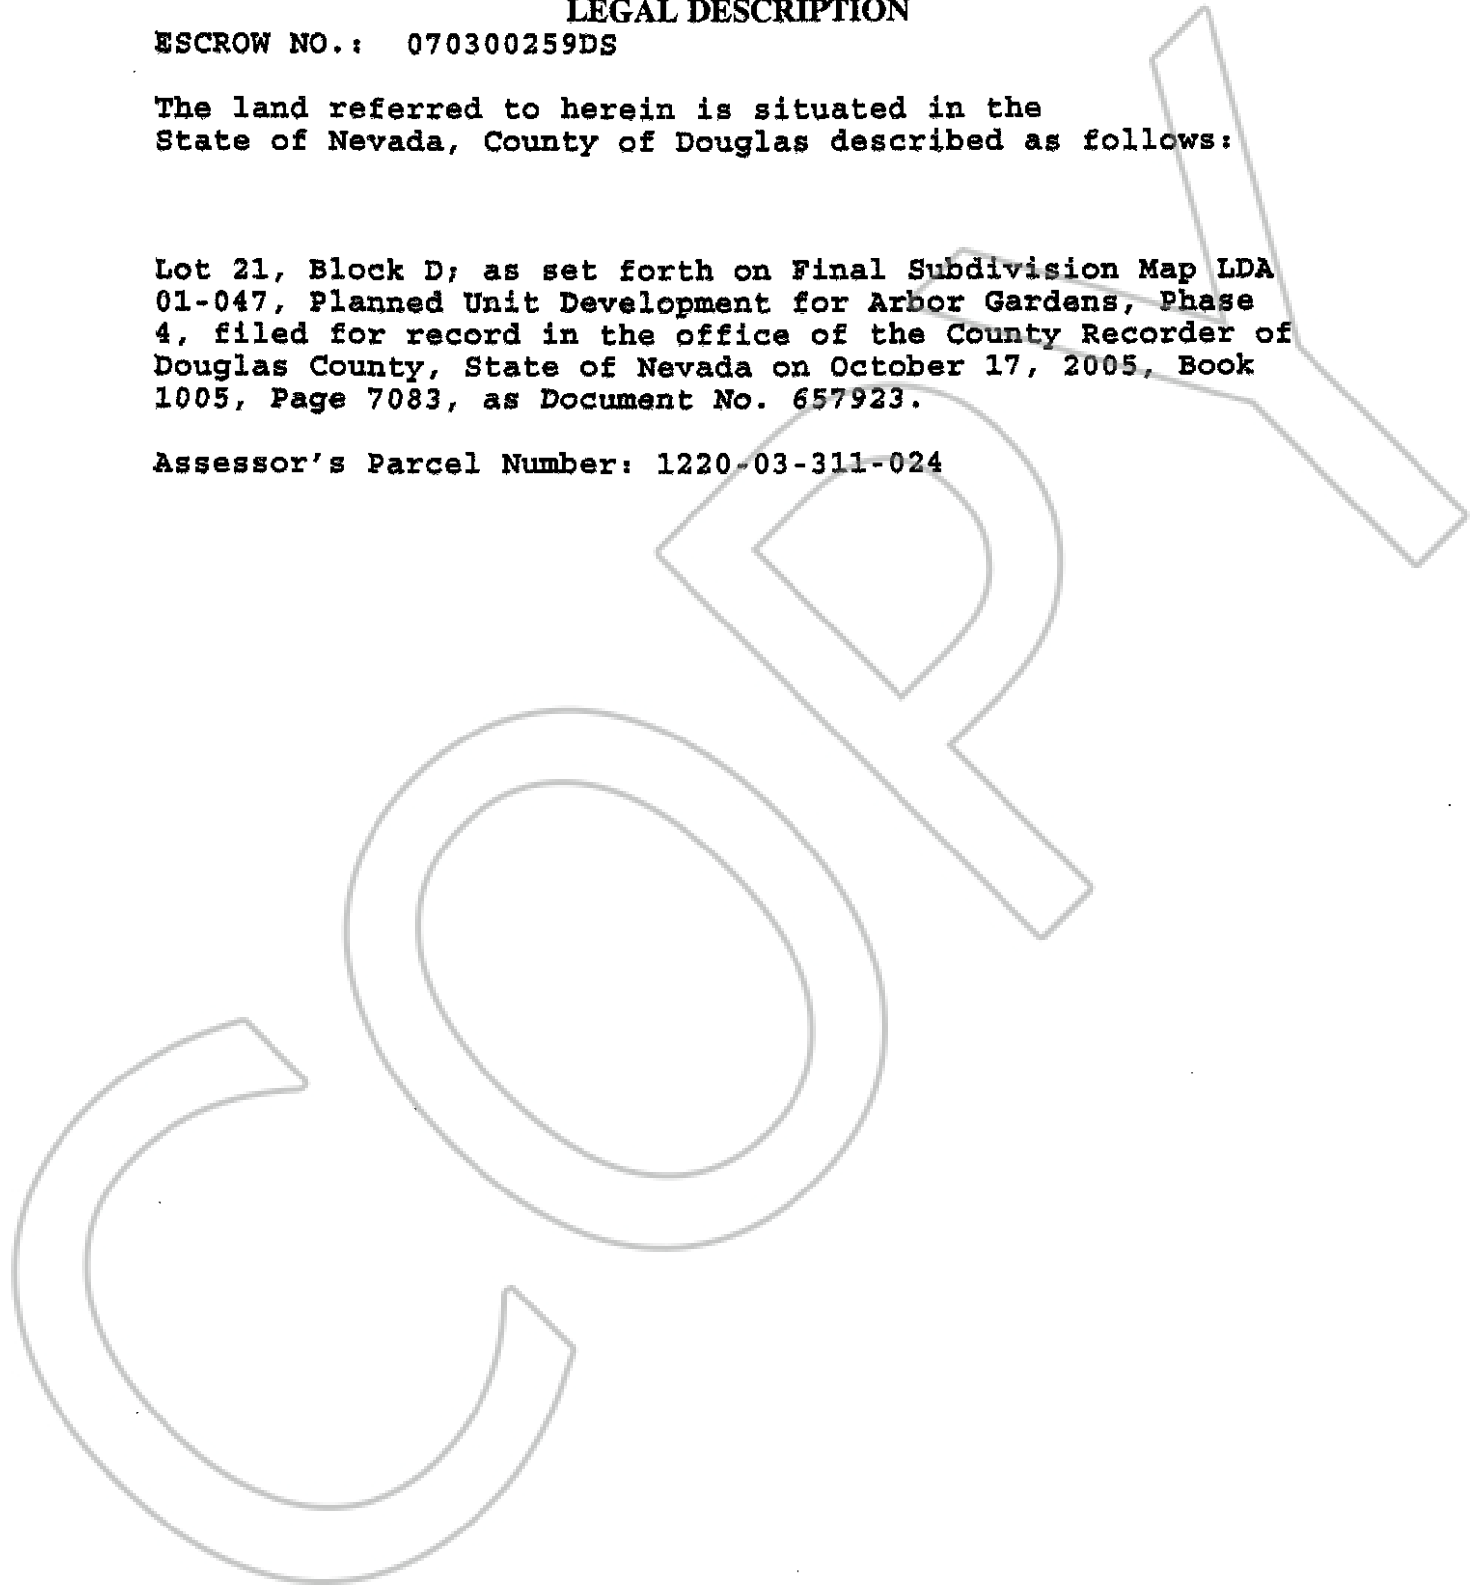 LEGAL DESCRIPTION
ESCROW NO.: 070300259DS
The land referred to herein is situated in the
State of Nevada, County of Douglas described as follows:
Lot 21, Block D; as set forth on Final Subdivision Map LDA
01-047, Planned Unit Development for Arbor Gardens, Phase
4, filed for record in the office of the County Recorder of
Douglas County, State of Nevada on October 17, 2005, Book
1005, Page 7083, as Document No. 657923.
Assessor's Parcel Number: 1220-03-311-024
COPY